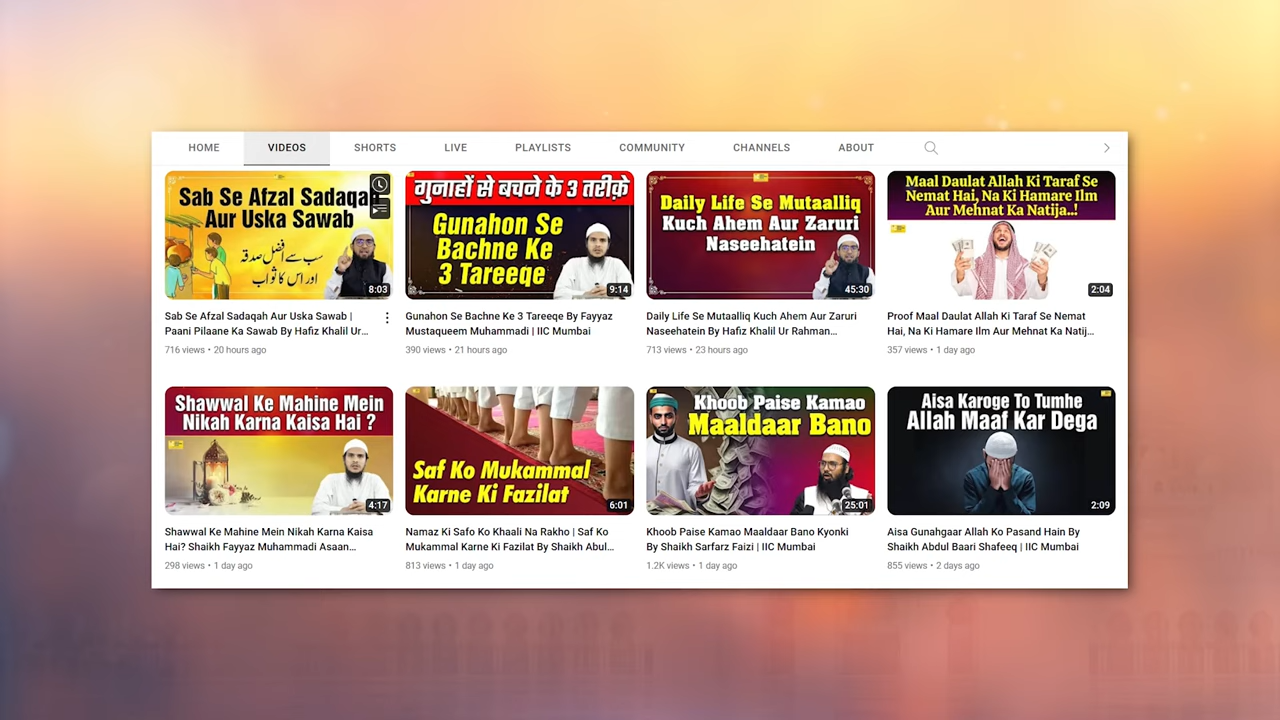 HOME VIDEOS SHORTS LIVE PLAYLISTS COMMUNITY CHANNELS ABOUT
Sab Se Afzal Sadaqah
Aur Uska Sawab
سب سے افضل صدقہ
اور اس کا ثواب
8:03
Sab Se Afzal Sadaqah Aur Uska Sawab |
Paani Pilaane Ka Sawab By Hafiz Khalil Ur...
716 views • 20 hours ago
गुनाहों से बचने के 3 तरीक़े
Gunahon Se
Bachne Ke
3 Tareeqe
9:14
Gunahon Se Bachne Ke 3 Tareeqe By Fayyaz
Mustaqueem Muhammadi | IIC Mumbai
390 views • 21 hours ago
Daily Life Se Mutaalliq
Kuch Ahem Aur Zaruri
Naseehatein
45:30
Daily Life Se Mutaalliq Kuch Ahem Aur Zaruri
Naseehatein By Hafiz Khalil Ur Rahman...
713 views • 23 hours ago
Maal Daulat Allah Ki Taraf Se
Nemat Hai, Na Ki Hamare Ilm
Aur Mehnat Ka Natija..!
2:04
Proof Maal Daulat Allah Ki Taraf Se Nemat
Hai, Na Ki Hamare Ilm Aur Mehnat Ka Natij...
357 views • 1 day ago
Shawwal Ke Mahine Mein
Nikah Karna Kaisa Hai ?
4:17
Shawwal Ke Mahine Mein Nikah Karna Kaisa
Hai? Shaikh Fayyaz Muhammadi Asaan...
298 views • 1 day ago
Saf Ko Mukammal
Karne Ki Fazilat
6:01
Namaz Ki Safo Ko Khaali Na Rakho | Saf Ko
Mukammal Karne Ki Fazilat By Shaikh Abul...
813 views • 1 day ago
Khoob Paise Kamao
Maaldaar Bano
25:01
Khoob Paise Kamao Maaldaar Bano Kyonki
By Shaikh Sarfarz Faizi | IIC Mumbai
1.2K views • 1 day ago
Aisa Karoge To Tumhe
Allah Maaf Kar Dega
2:09
Aisa Gunahgaar Allah Ko Pasand Hain By
Shaikh Abdul Baari Shafeeq | IIC Mumbai
855 views • 2 days ago